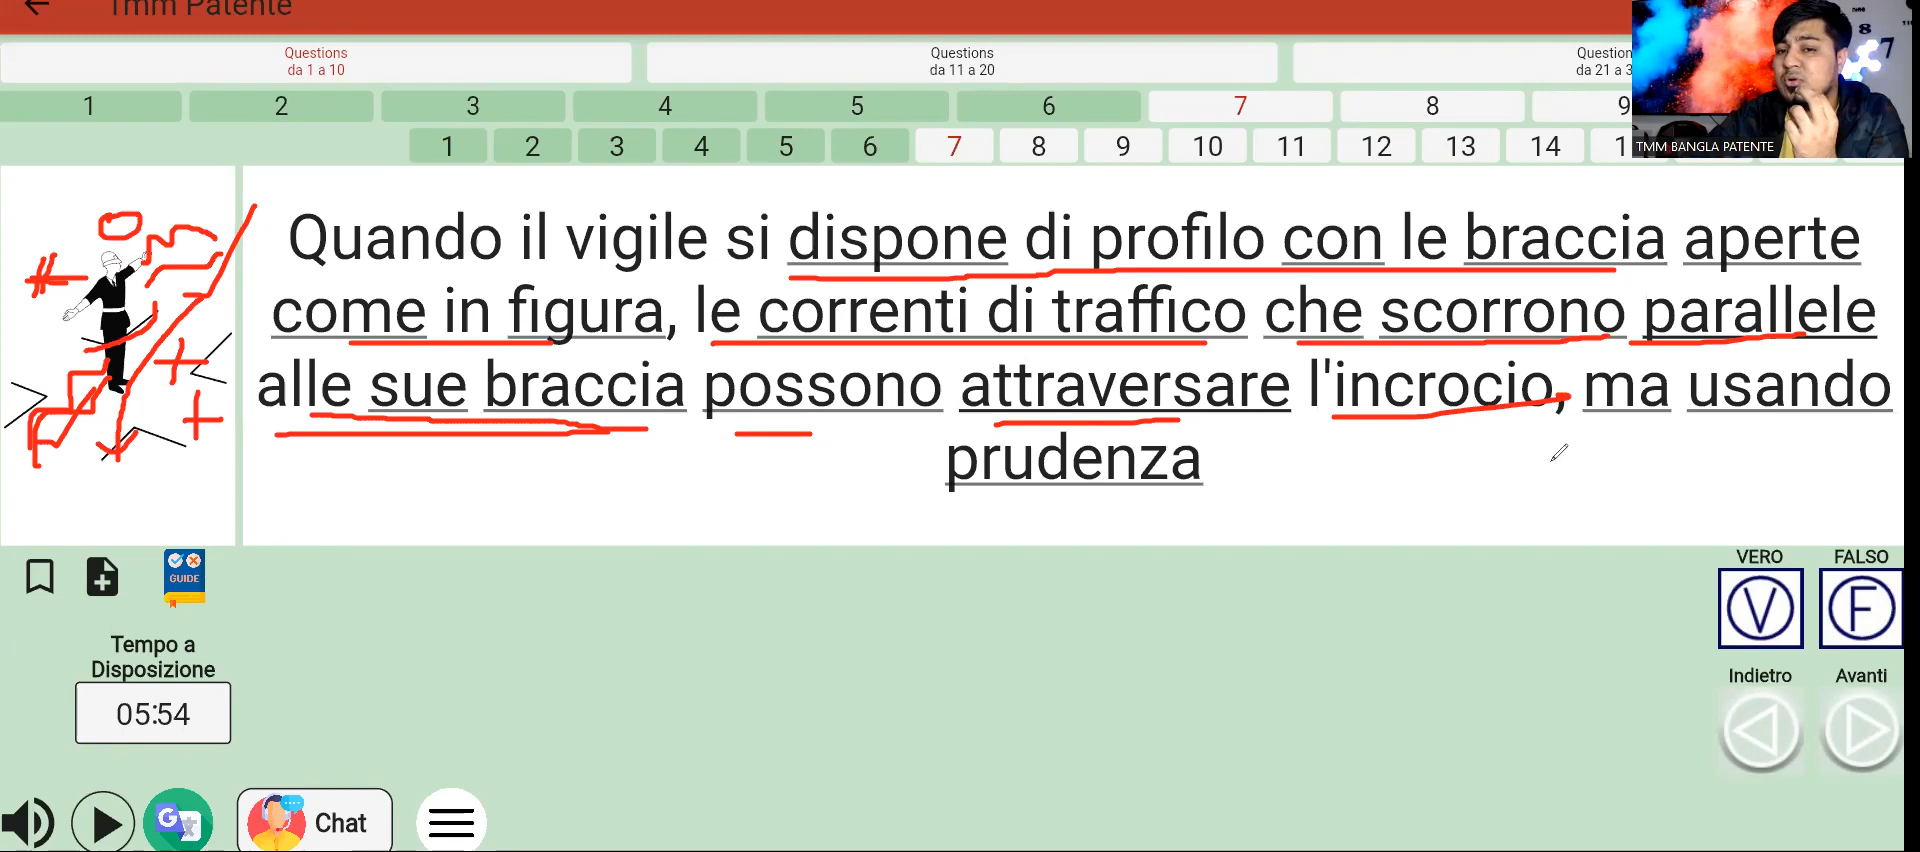 Tmm Patente
Questions
da 1 a 10
Questions
da 11 a 20
Question
da 21 a 3
1 2 3 4 5 6 7 8 9
1 2 3 4 5 6 7 8 9 10 11 12 13 14 1
TMM BANGLA PATENTE
8
7
Quando il vigile si dispone di profilo con le braccia aperte
come in figura, le correnti di traffico che scorrono parallele
alle sue braccia possono attraversare l'incrocio, ma usando
prudenza
GUIDE
VERO FALSO
V F
Tempo a
Disposizione
05:54
Indietro Avanti
G
Chat